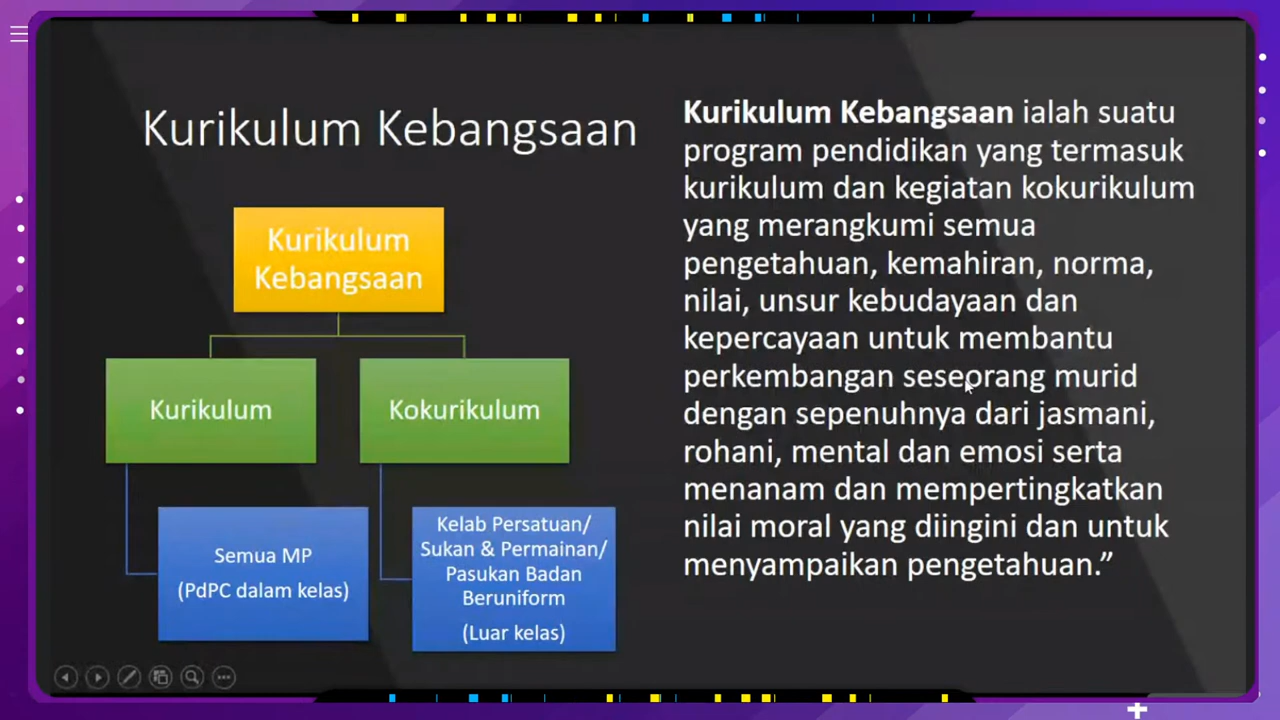 Kurikulum Kebangsaan
Kurikulum
Kebangsaan
Kurikulum
Kokurikulum
Semua MP
(PdPC dalam kelas)
Kelab Persatuan/
Sukan & Permainan/
Pasukan Badan
Beruniform
(Luar kelas)
Kurikulum Kebangsaan ialah suatu
program pendidikan yang termasuk
kurikulum dan kegiatan kokurikulum
yang merangkumi semua
pengetahuan, kemahiran, norma,
nilai, unsur kebudayaan dan
kepercayaan untuk membantu
perkembangan seseorang murid
dengan sepenuhnya dari jasmani,
rohani, mental dan emosi serta
menanam dan mempertingkatkan
nilai moral yang diingini dan untuk
menyampaikan pengetahuan.”